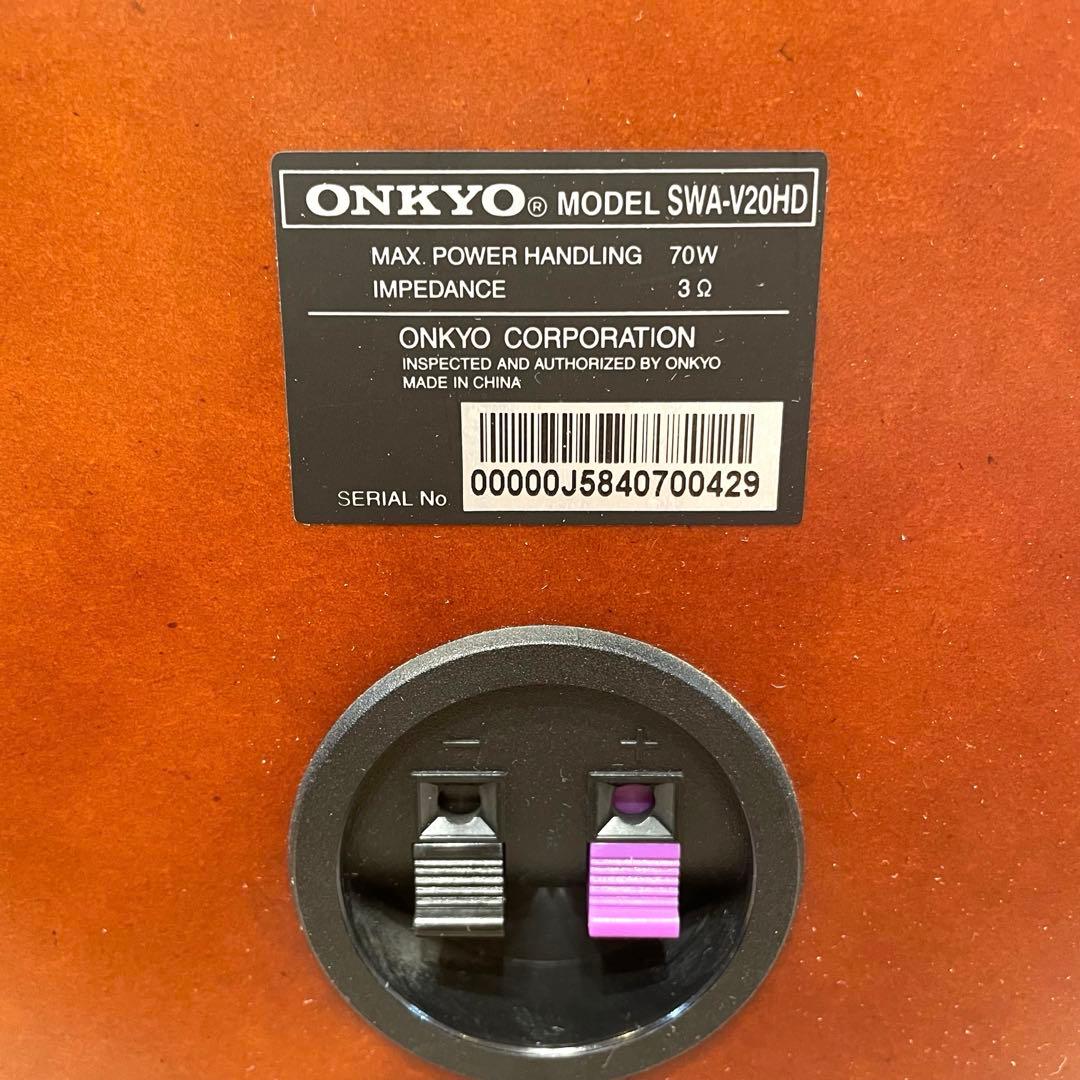 ONKYO® MODEL SWA-V20HD
MAX. POWER HANDLING 70W
IMPEDANCE 3 Ω
ONKYO CORPORATION
INSPECTED AND AUTHORIZED BY ONKYO
MADE IN CHINA
00000J5840700429
SERIAL No.
− +